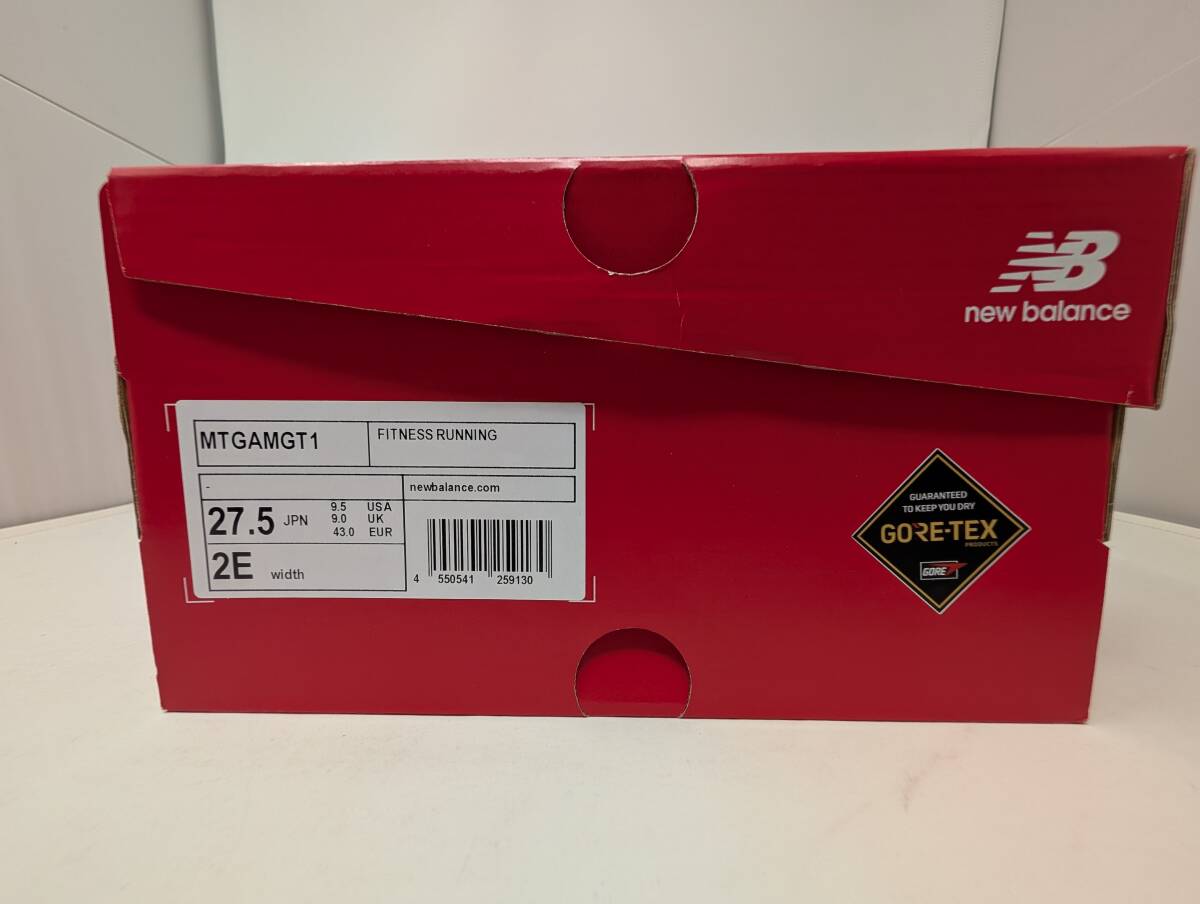 NB
new balance
MTGAMGT1
FITNESS RUNNING
-
newbalance.com
27.5 JPN
9.5 USA
9.0 UK
43.0 EUR
2E width
4 550541 259130
GUARANTEED
TO KEEP YOU DRY
GORE-TEX
PRODUCTS
GORE